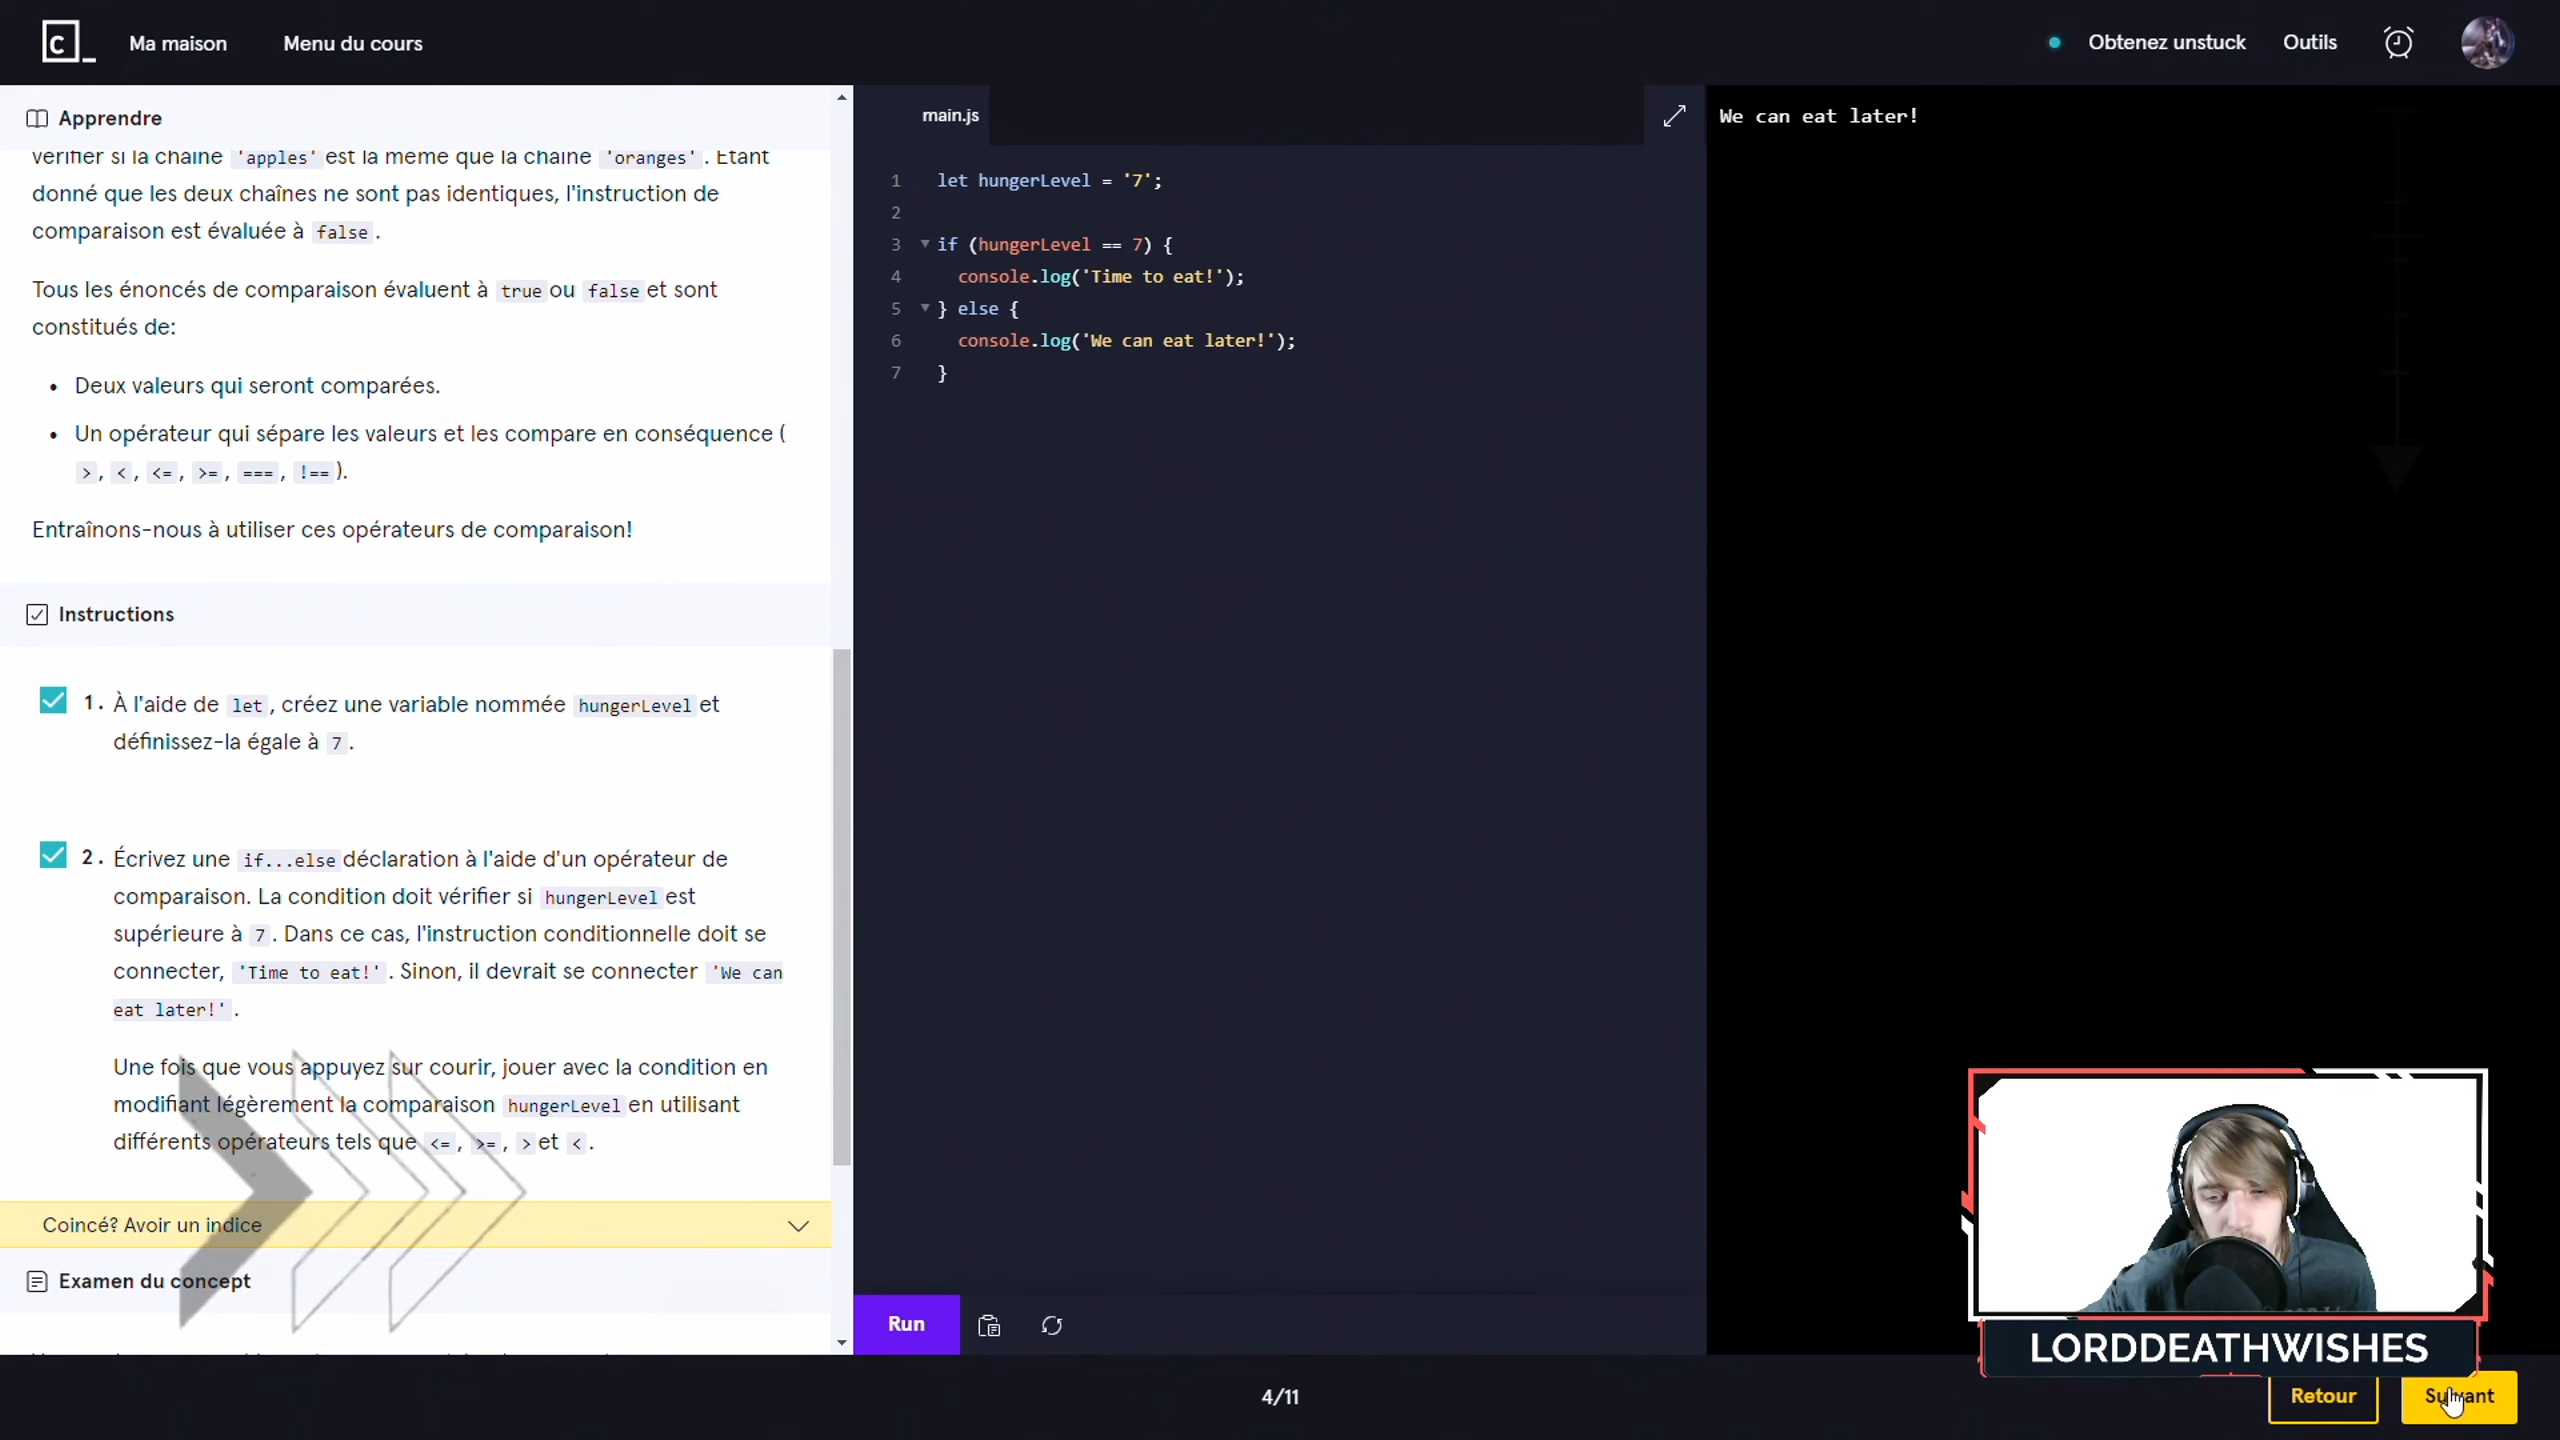 C_ Ma maison Menu du cours
Obtenez unstuck Outils
Apprendre
vérifier si la chaîne 'apples' est la même que la chaîne 'oranges'. Étant
donné que les deux chaînes ne sont pas identiques, l'instruction de
comparaison est évaluée à false.
Tous les énoncés de comparaison évaluent à true ou false et sont
constitués de:
• Deux valeurs qui seront comparées.
• Un opérateur qui sépare les valeurs et les compare en conséquence (
>, <, <=, >=, ===, !==).
Entraînons-nous à utiliser ces opérateurs de comparaison!
Instructions
1. À l'aide de let, créez une variable nommée hungerLevel et
définissez-la égale à 7.
2. Écrivez une if...else déclaration à l'aide d'un opérateur de
comparaison. La condition doit vérifier si hungerLevel est
supérieure à 7. Dans ce cas, l'instruction conditionnelle doit se
connecter, 'Time to eat!'. Sinon, il devrait se connecter 'We can
eat later!'.
Une fois que vous appuyez sur courir, jouer avec la condition en
modifiant légèrement la comparaison hungerLevel en utilisant
différents opérateurs tels que <=, >=, > et <.
Coincé? Avoir un indice
Examen du concept
main.js
1 let hungerLevel = '7';
2
3 if (hungerLevel == 7) {
4 console.log('Time to eat!');
5 } else {
6 console.log('We can eat later!');
7 }
Run
We can eat later!
LORDDEATHWISHES
4/11
Retour
Suivant